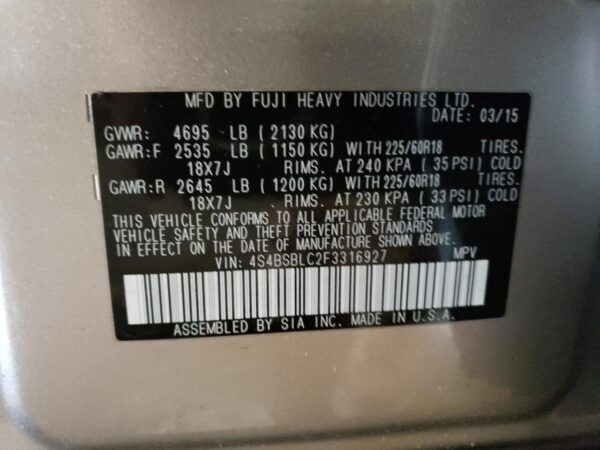 MFD BY FUJI HEAVY INDUSTRIES LTD.
DATE: 03/15
GVWR: 4695 LB ( 2130 KG)
GAWR:F 2535 LB ( 1150 KG) WITH 225/60R18 TIRES.
18X7J . RIMS. AT 240 KPA ( 35 PSI) COLD
GAWR:R 2645 LB ( 1200 KG) WITH 225/60R18 TIRES.
18X7J . RIMS. AT 230 KPA ( 33 PSI) COLD
THIS VEHICLE CONFORMS TO ALL APPLICABLE FEDERAL MOTOR
VEHICLE SAFETY AND THEFT PREVENTION STANDARDS
IN EFFECT ON THE DATE OF MANUFACTURE SHOWN ABOVE.
VIN: 4S4BSBLC2F3316927 MPV
ASSEMBLED BY SIA INC. MADE IN U.S.A.